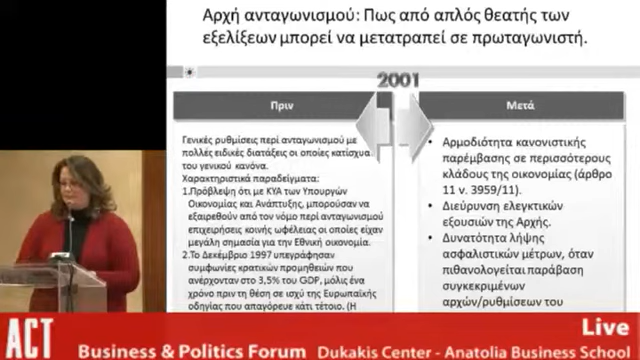 Αρχή ανταγωνισμού: Πως από απλός θεατής των
εξελίξεων μπορεί να μετατραπεί σε πρωταγωνιστή.
2001
Πριν
Γενικές ρυθμίσεις περί ανταγωνισμού με
πολλές ειδικές διατάξεις οι οποίες κατίσχυα
του γενικού κανόνα.
Χαρακτηριστικά παραδείγματα:
1.Πρόβλεψη ότι με ΚΥΑ των Υπουργών
Οικονομίας και Ανάπτυξης, μπορούσαν να
εξαιρεθούν από τον νόμο περί ανταγωνισμού
επιχειρήσεις κοινής ωφέλειας οι οποίες είχαν
μεγάλη σημασία για την Εθνική οικονομία.
2.Το Δεκέμβριο 1997 υπεγράφησαν
συμφωνίες κρατικών προμηθειών που
ανέρχονταν στο 3,5% του GDP, μόλις ένα
χρόνο πριν τη θέση σε ισχύ της Ευρωπαϊκής
οδηγίας που απαγόρευε κάτι τέτοιο. (Η
Μετά
• Αρμοδιότητα κανονιστικής
παρέμβασης σε περισσότερους
κλάδους της οικονομίας (άρθρο
11 ν. 3959/11).
• Διεύρυνση ελεγκτικών
εξουσιών της Αρχής.
• Δυνατότητα λήψης
ασφαλιστικών μέτρων, όταν
πιθανολογείται παράβαση
συγκεκριμένων
αρχών/ρυθμίσεων του
Live
ACT
Business & Politics Forum Dukakis Center - Anatolia Business School